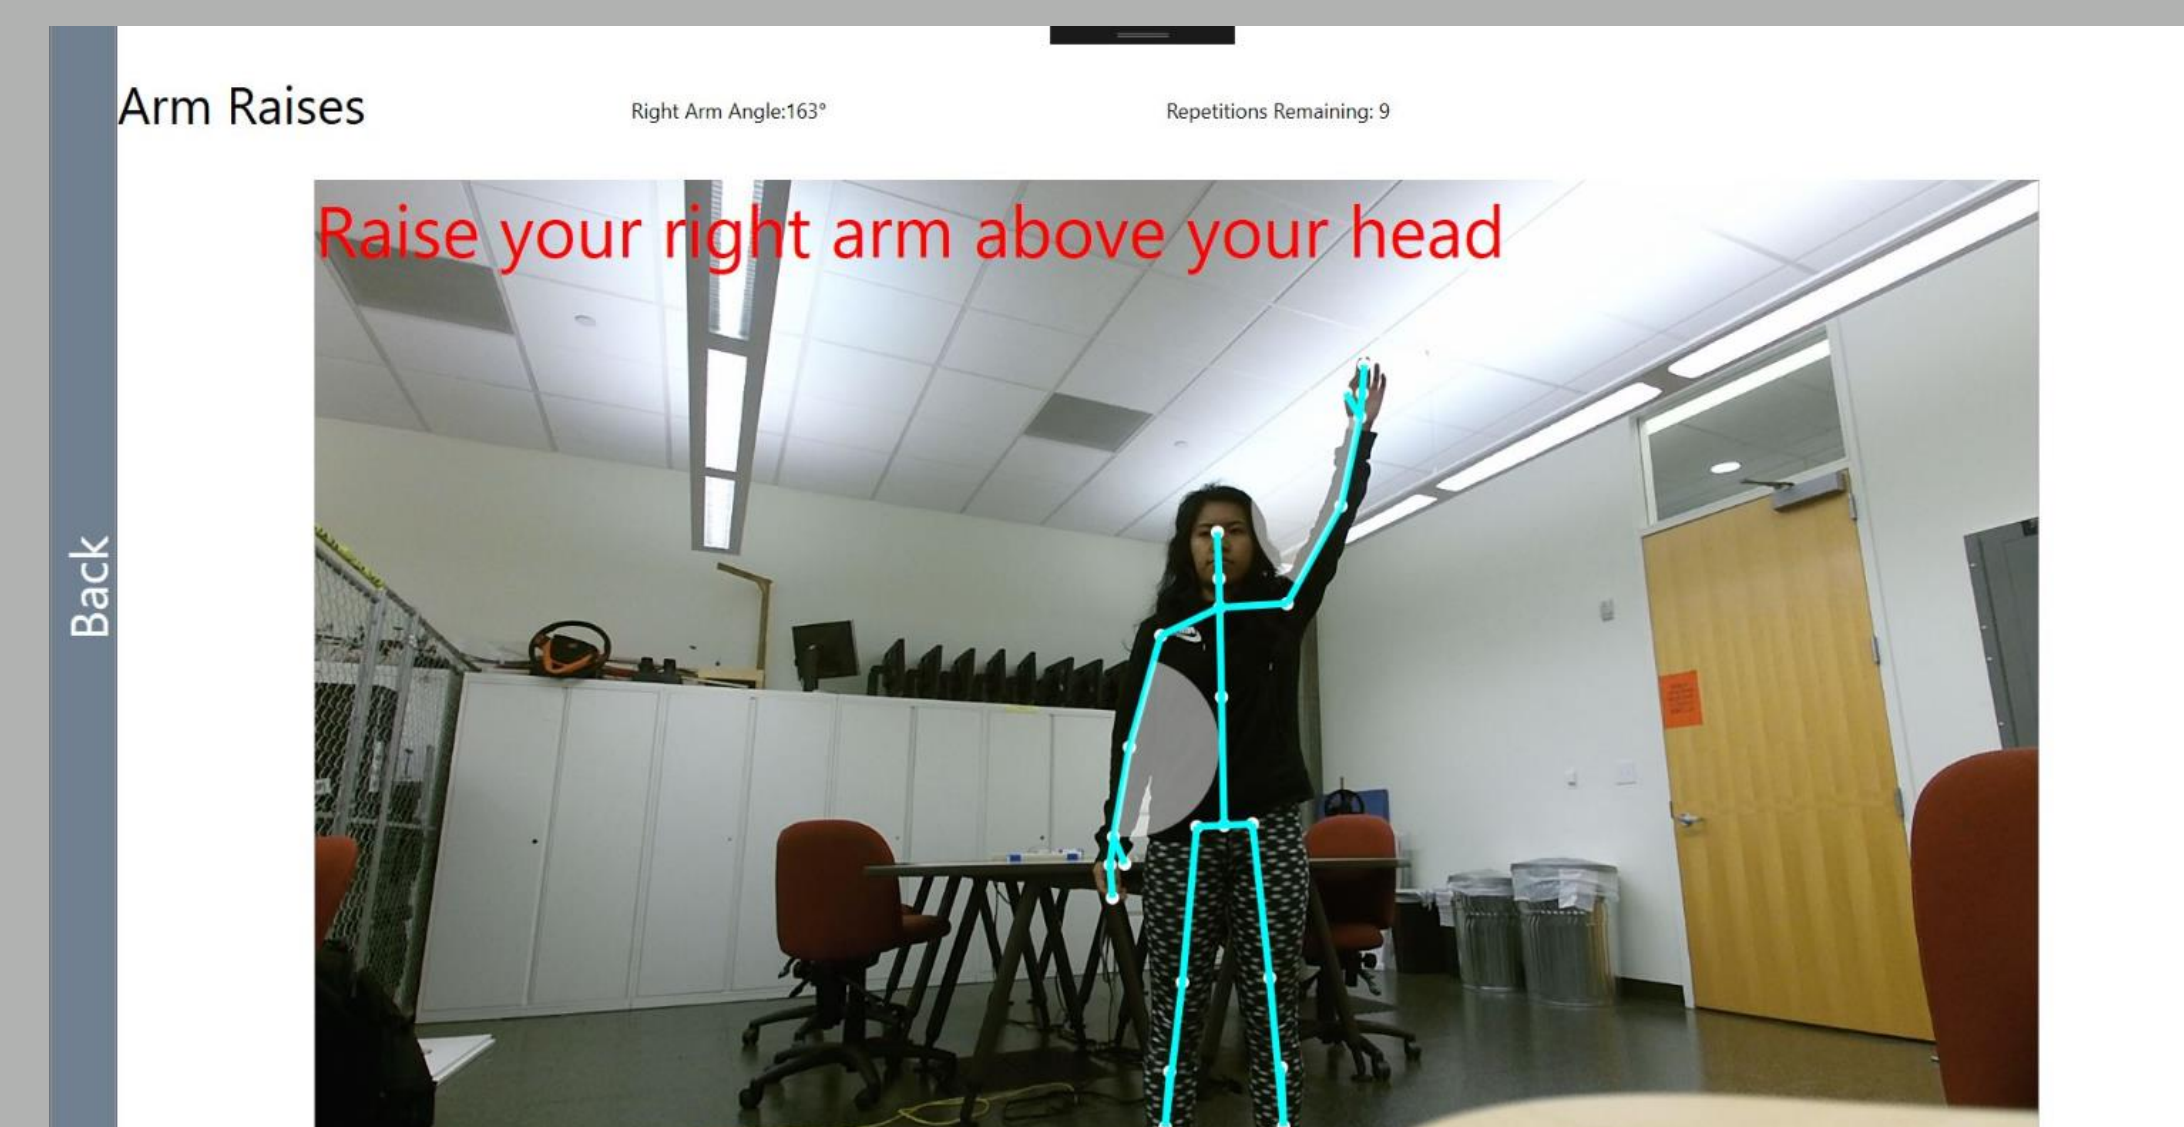 Arm Raises
Right Arm Angle:163°
Repetitions Remaining: 9
Raise your right arm above your head
Back